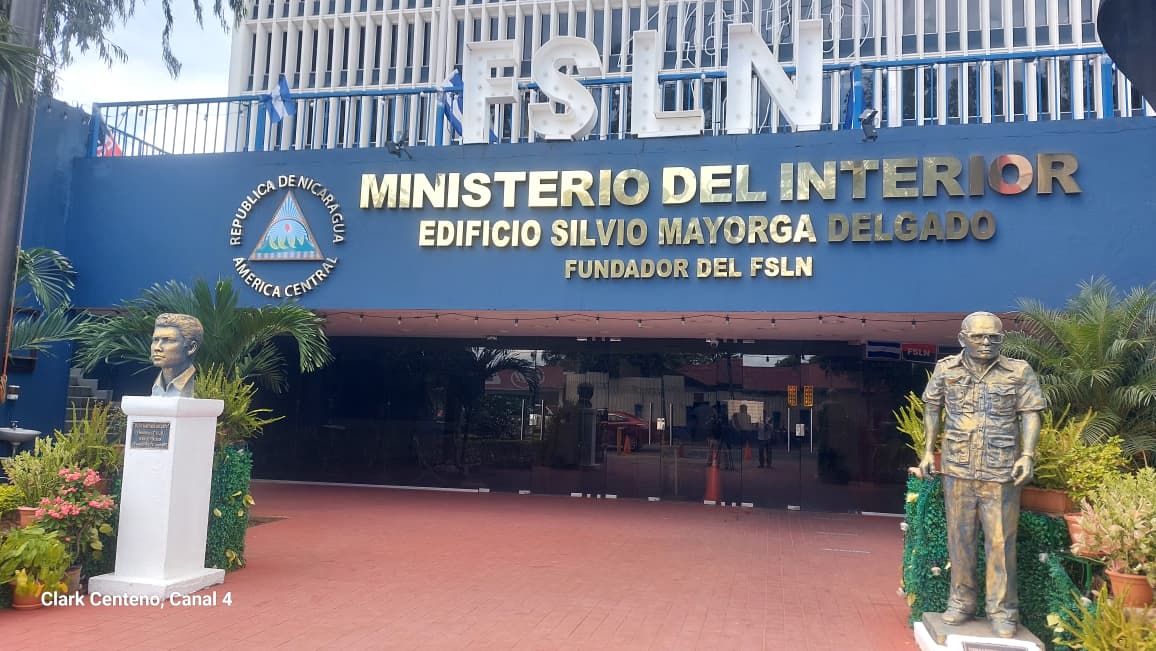 FSLN
REPUBLICA DE NICARAGUA
AMERICA CENTRAL
MINISTERIO DEL INTERIOR
EDIFICIO SILVIO MAYORGA DELGADO
FUNDADOR DEL FSLN
FSLN
Clark Centeno, Canal 4